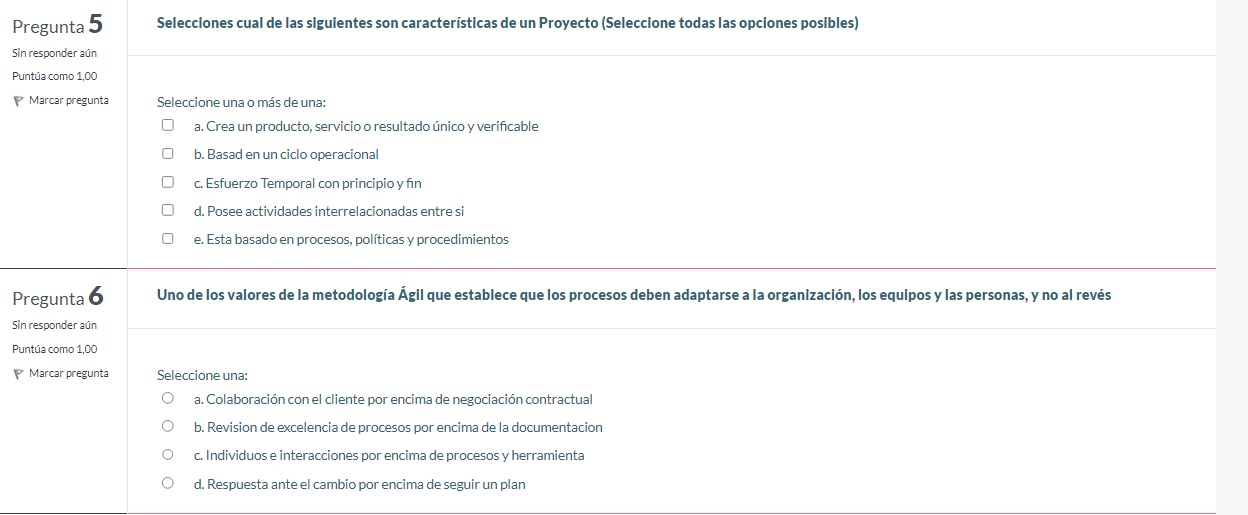 Pregunta 5
Sin responder aún
Puntúa como 1,00
Marcar pregunta
Selecciones cual de las siguientes son características de un Proyecto (Seleccione todas las opciones posibles)
Seleccione una o más de una:
a. Crea un producto, servicio o resultado único y verificable
b. Basad en un ciclo operacional
c. Esfuerzo Temporal con principio y fin
d. Posee actividades interrelacionadas entre si
e. Esta basado en procesos, políticas y procedimientos
Pregunta 6
Sin responder aún
Puntúa como 1,00
Marcar pregunta
Uno de los valores de la metodología Ágil que establece que los procesos deben adaptarse a la organización, los equipos y las personas, y no al revés
Seleccione una:
a. Colaboración con el cliente por encima de negociación contractual
b. Revision de excelencia de procesos por encima de la documentacion
c. Individuos e interacciones por encima de procesos y herramienta
d. Respuesta ante el cambio por encima de seguir un plan